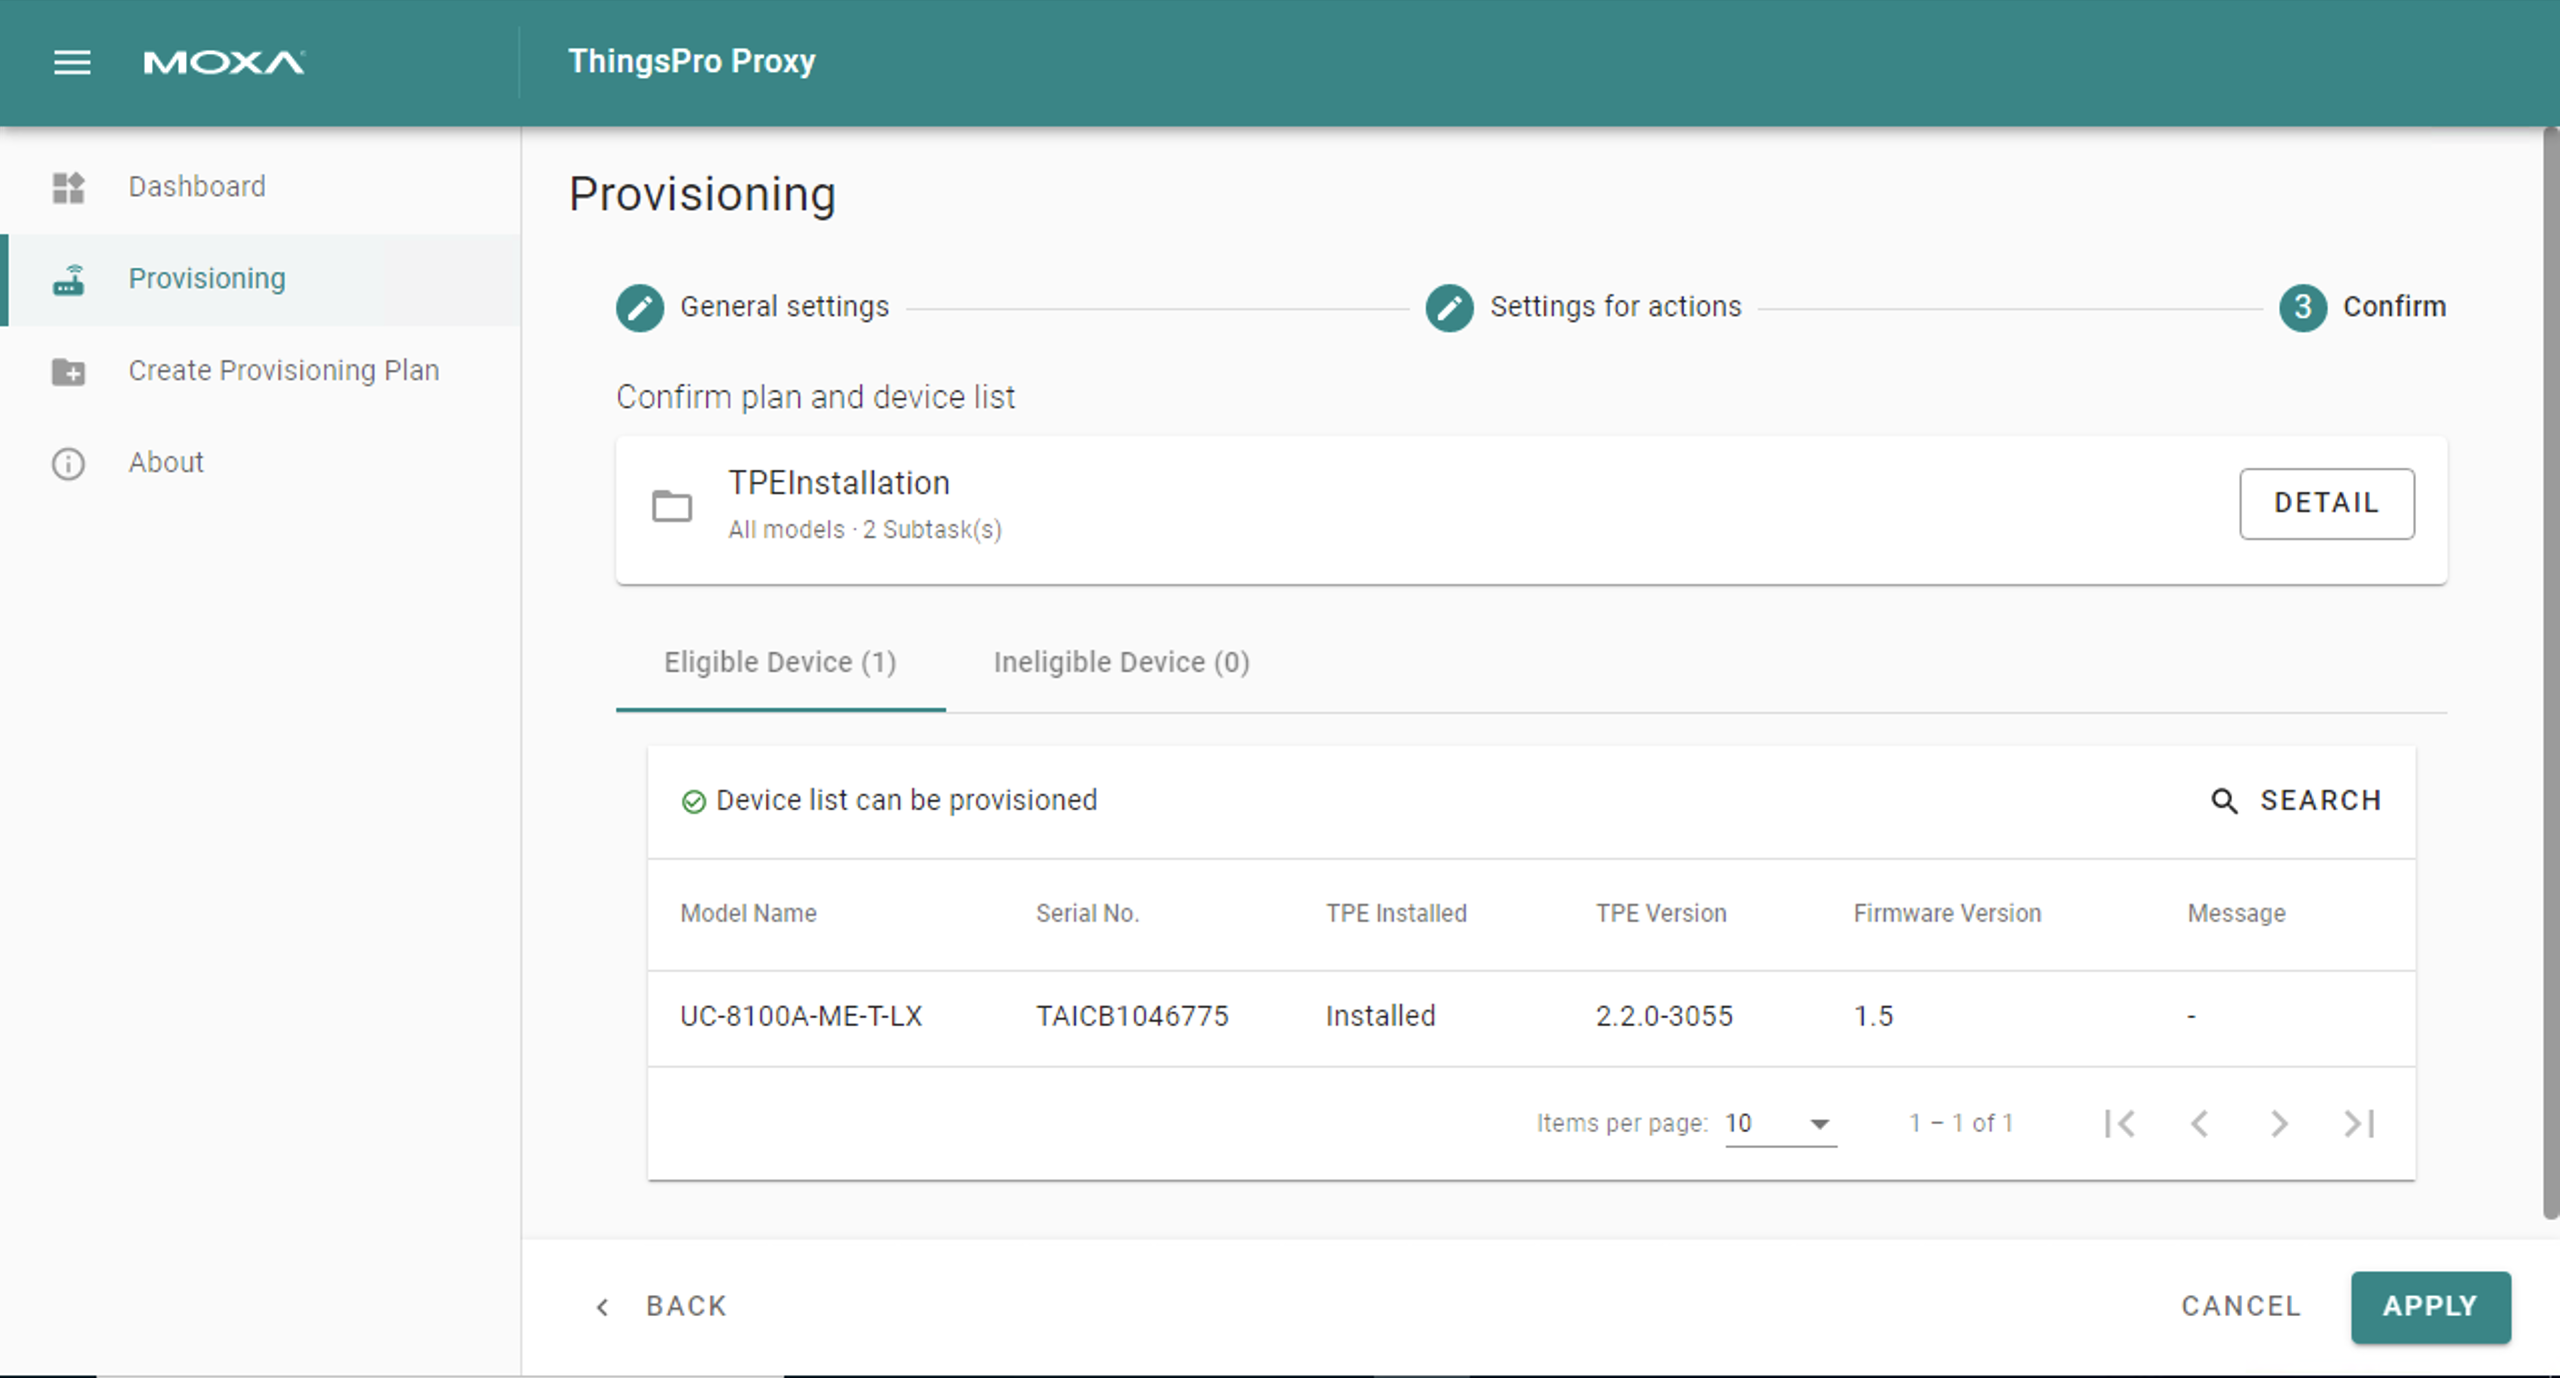 MOXA
ThingsPro Proxy
Dashboard
Provisioning
Create Provisioning Plan
About
Provisioning
General settings
Settings for actions
3 Confirm
Confirm plan and device list
TPEInstallation
All models · 2 Subtask(s)
DETAIL
Eligible Device (1)
Ineligible Device (0)
Device list can be provisioned
SEARCH
Model Name Serial No. TPE Installed TPE Version Firmware Version Message
UC-8100A-ME-T-LX TAICB1046775 Installed 2.2.0-3055 1.5 -
Items per page: 10 1 – 1 of 1
BACK
CANCEL
APPLY